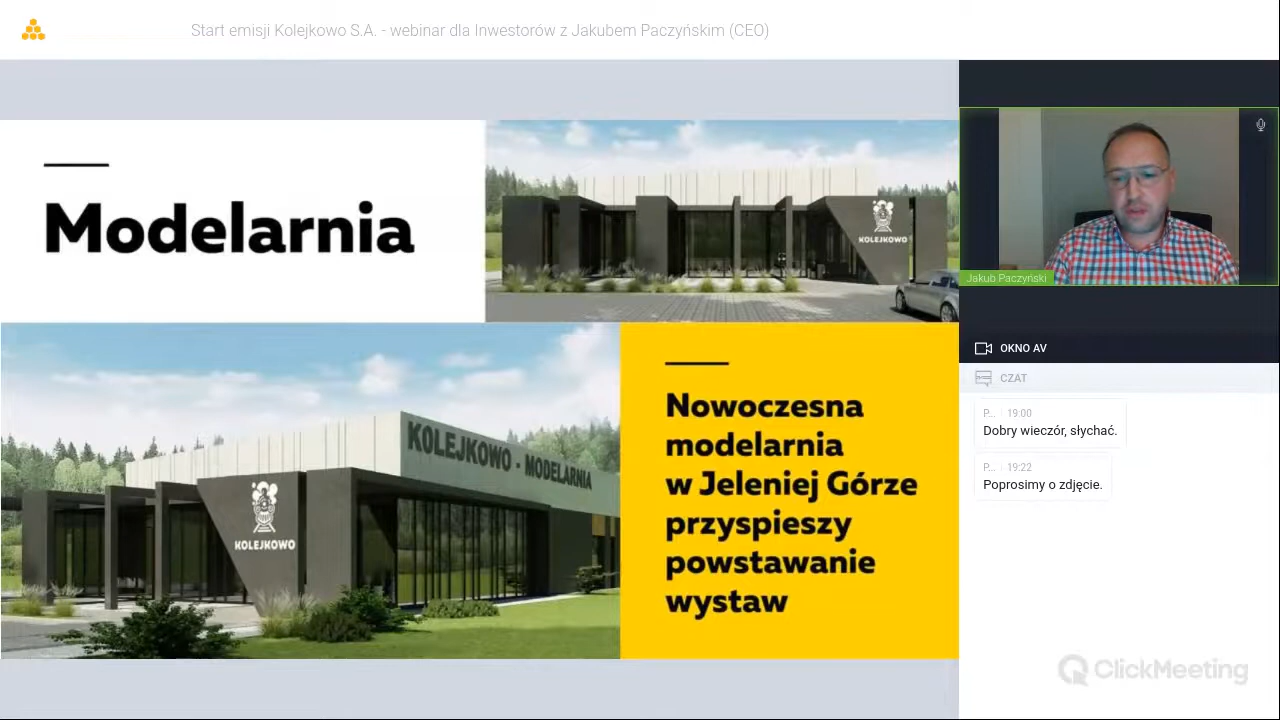 Start emisji Kolejkowo S.A. - webinar dla Inwestorów z Jakubem Paczyńskim (CEO)
Modelarnia
KOLEJKOWO
KOLEJKOWO - MODELARNIA
KOLEJKOWO
Nowoczesna
modelarnia
w Jeleniej Górze
przyspieszy
powstawanie
wystaw
Jakub Paczyński
OKNO AV
CZAT
P... 19:00
Dobry wieczór, słychać.
P... 19:22
Poprosimy o zdjęcie.
ClickMeeting